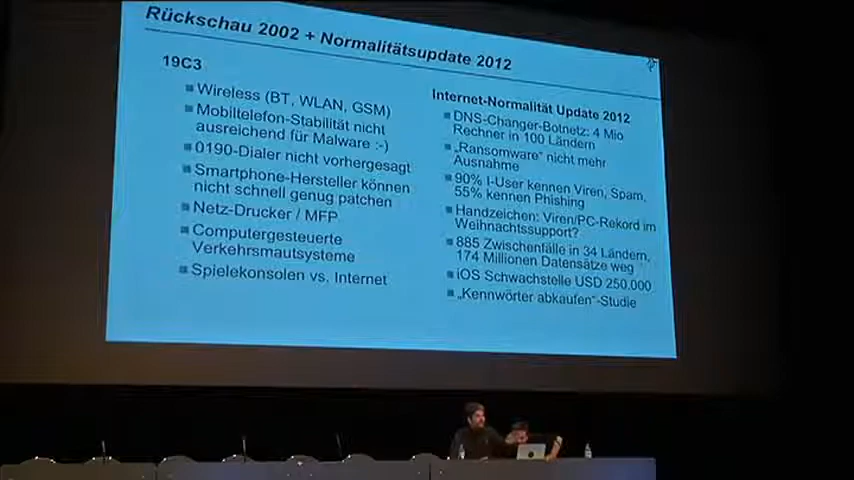 Rückschau 2002 + Normalitätsupdate 2012
19C3
Wireless (BT, WLAN, GSM)
Mobiltelefon-Stabilität nicht
ausreichend für Malware :-)
0190-Dialer nicht vorhergesagt
Smartphone-Hersteller können
nicht schnell genug patchen
Netz-Drucker / MFP
Computergesteuerte
Verkehrsmautsysteme
Spielekonsolen vs. Internet
Internet-Normalität Update 2012
DNS-Changer-Botnetz: 4 Mio
Rechner in 100 Ländern
„Ransomware“ nicht mehr
Ausnahme
90% I-User kennen Viren, Spam,
55% kennen Phishing
Handzeichen: Viren/PC-Rekord im
Weihnachtssupport?
885 Zwischenfälle in 34 Ländern,
174 Millionen Datensätze weg
iOS Schwachstelle USD 250.000
„Kennwörter abkaufen“-Studie